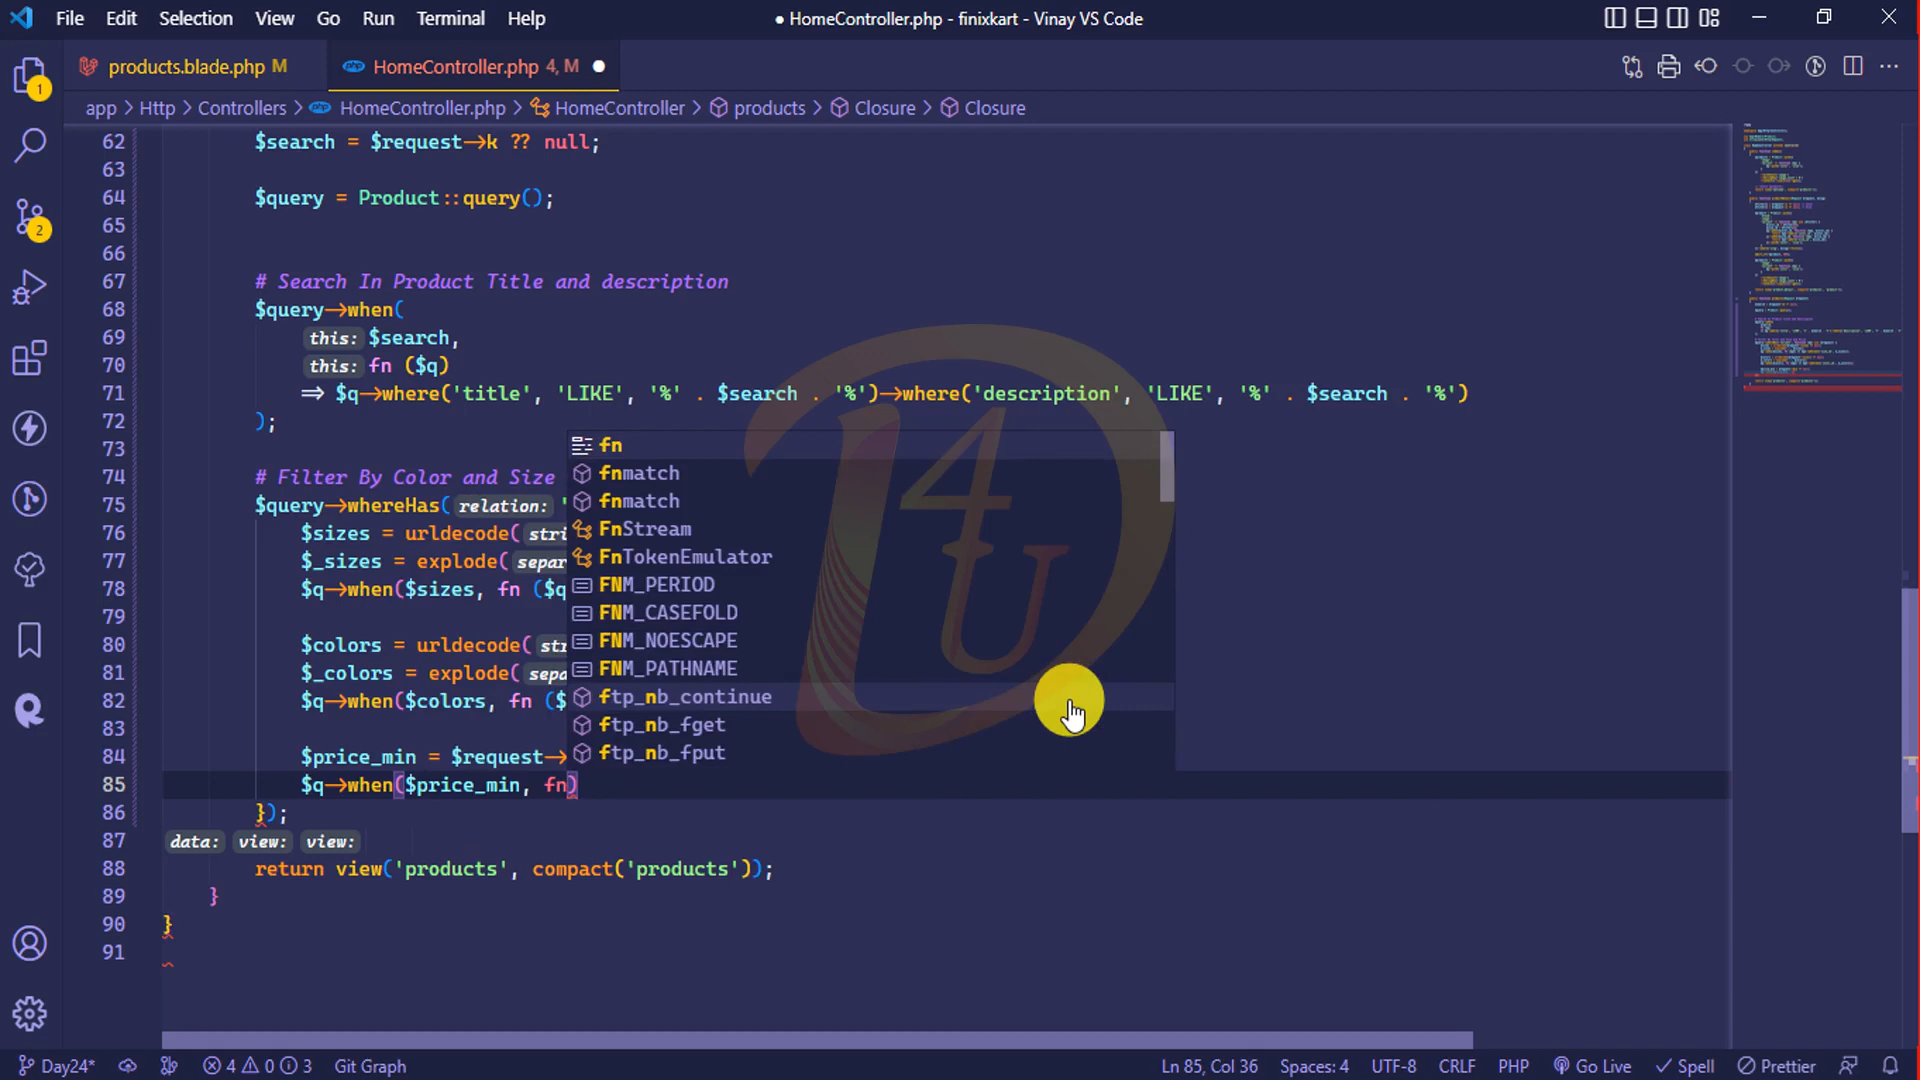 File Edit Selection View Go Run Terminal Help
● HomeController.php - finixkart - Vinay VS Code
products.blade.php M
HomeController.php 4, M
app > Http > Controllers > HomeController.php > HomeController > products > Closure > Closure
62 $search = $request->k ?? null;
63
64 $query = Product::query();
65
66
67 # Search In Product Title and description
68 $query->when(
69 this: $search,
70 this: fn ($q)
71 => $q->where('title', 'LIKE', '%' . $search . '%')->where('description', 'LIKE', '%' . $search . '%')
72 );
73
74 # Filter By Color and Size
75 $query->whereHas( relation: '
76 $sizes = urldecode( stri
77 $_sizes = explode( separ
78 $q->when($sizes, fn ($q
79
80 $colors = urldecode( str
81 $_colors = explode( sepa
82 $q->when($colors, fn ($
83
84 $price_min = $request->
85 $q->when($price_min, fn)
86 });
87 data: view: view:
88 return view('products', compact('products'));
89 }
90 }
91
fn
fnmatch
fnmatch
FnStream
FnTokenEmulator
FNM_PERIOD
FNM_CASEFOLD
FNM_NOESCAPE
FNM_PATHNAME
ftp_nb_continue
ftp_nb_fget
ftp_nb_fput
4
U
1
2
Day24* 4 0 3 Git Graph
Ln 85, Col 36 Spaces: 4 UTF-8 CRLF PHP Go Live Spell Prettier